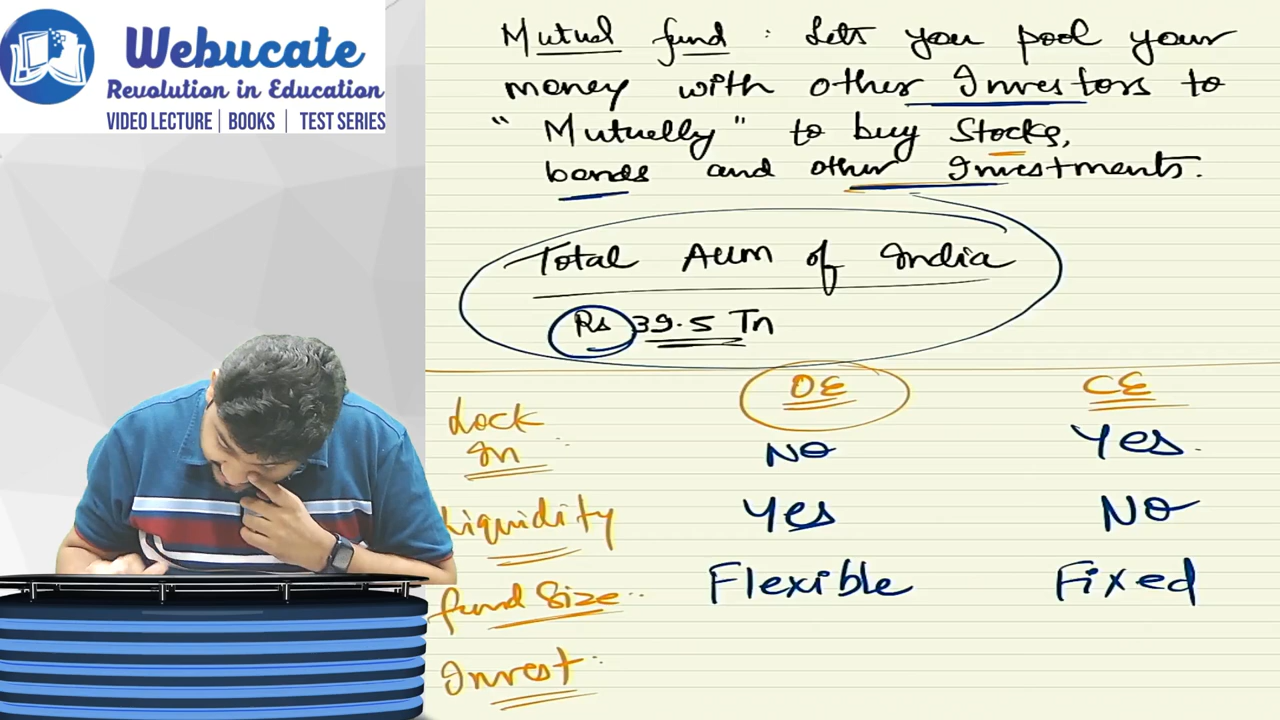 Webucate
Revolution in Education
VIDEO LECTURE | BOOKS | TEST SERIES
Mutual fund : Lets you pool your
money with other Investors to
"Mutuelly" to buy Stocks,
bonds and other Investments.
Total AUM of India
Rs 39.5 Tn
OE CE
Lock In : No Yes.
Liquidity Yes No
fund Size : Flexible Fixed
Invest :